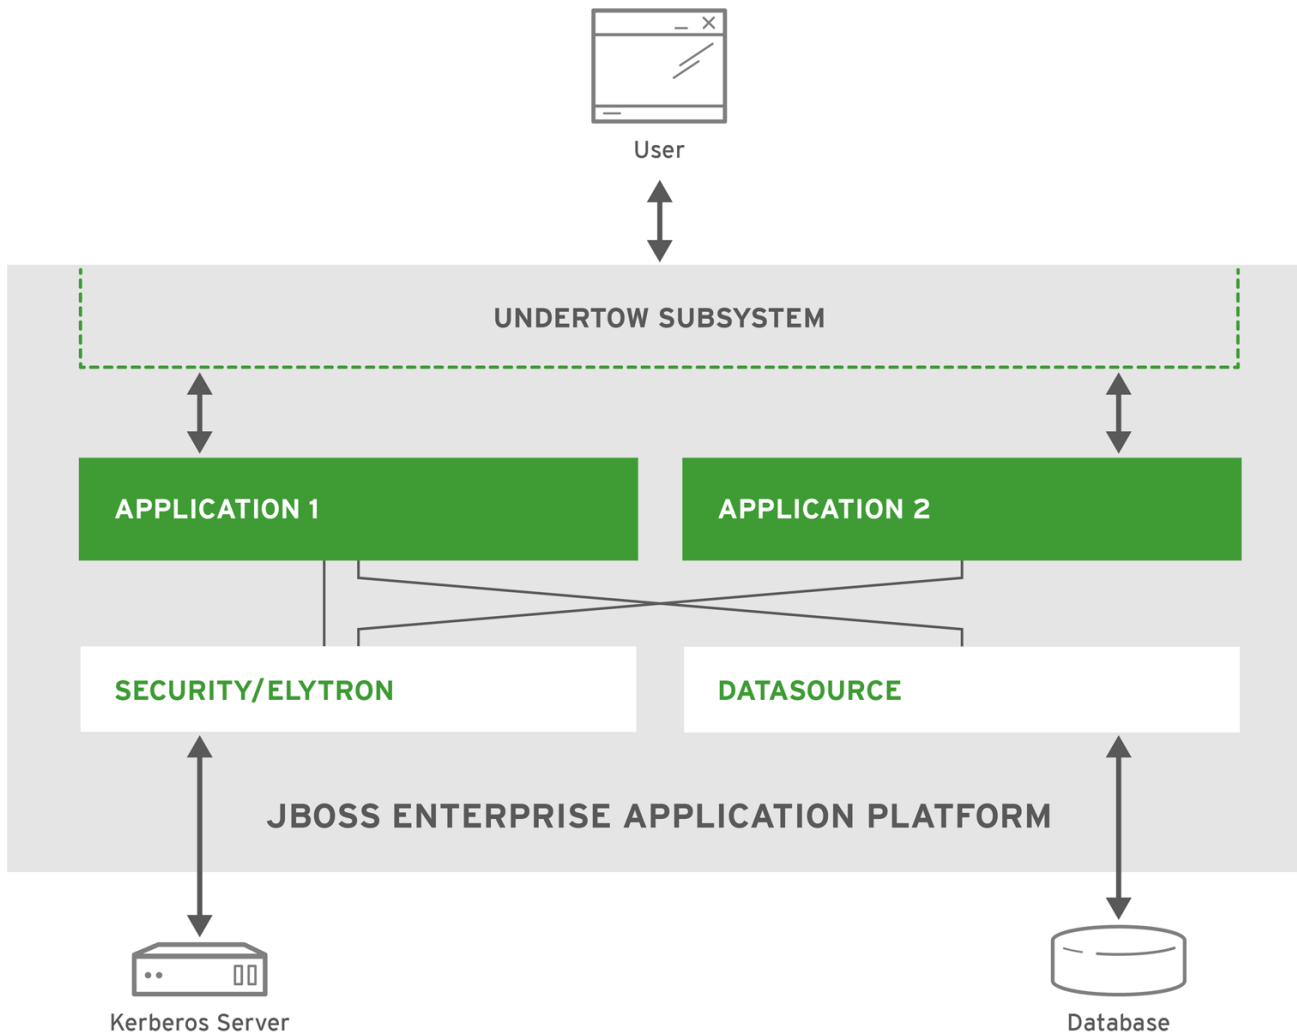 User
UNDERTOW SUBSYSTEM
APPLICATION 1
APPLICATION 2
SECURITY/ELYTRON
DATASOURCE
JBOSS ENTERPRISE APPLICATION PLATFORM
Kerberos Server
Database